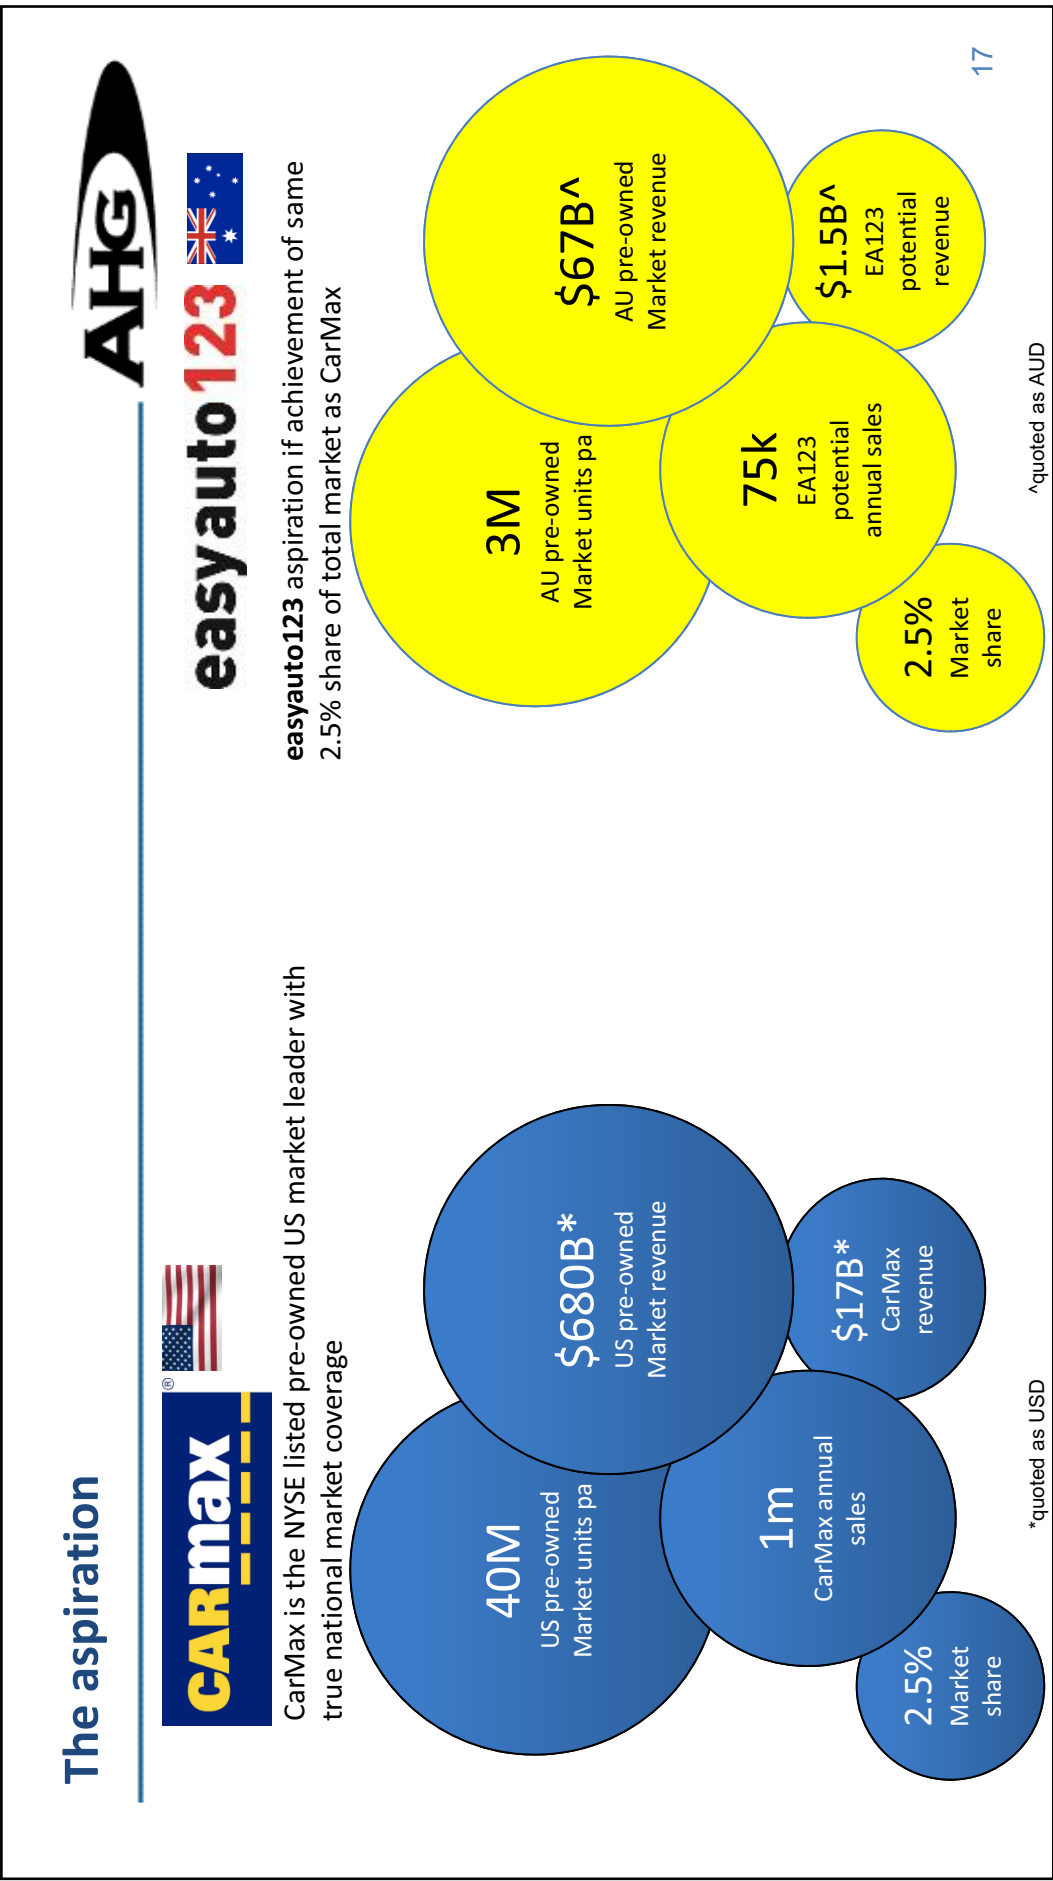 The aspiration
AHG
CARmax
®
CarMax is the NYSE listed pre-owned US market leader with
true national market coverage
40M
US pre-owned
Market units pa
$680B*
US pre-owned
Market revenue
1m
CarMax annual
sales
$17B*
CarMax
revenue
2.5%
Market
share
*quoted as USD
easyauto123
easyauto123 aspiration if achievement of same
2.5% share of total market as CarMax
3M
AU pre-owned
Market units pa
$67B^
AU pre-owned
Market revenue
75k
EA123
potential
annual sales
$1.5B^
EA123
potential
revenue
2.5%
Market
share
^quoted as AUD
17